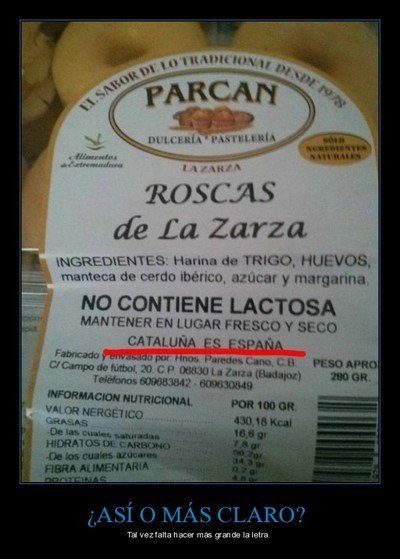 EL SABOR DE LO TRADICIONAL DESDE 1978
PARCAN
DULCERÍA * PASTELERÍA
SÓLO
INGREDIENTES
NATURALES
Alimentos
de Extremadura
LA ZARZA
ROSCAS
de La Zarza
INGREDIENTES: Harina de TRIGO, HUEVOS,
manteca de cerdo ibérico, azúcar y margarina.
NO CONTIENE LACTOSA
MANTENER EN LUGAR FRESCO Y SECO
CATALUÑA ES ESPAÑA
Fabricado y envasado por: Hnos. Paredes Cano, C.B.
C/ Campo de fútbol, 20. C.P. 06830 La Zarza (Badajoz)
Teléfonos 609683842 - 609630849
PESO APRO
280 GR.
INFORMACION NUTRICIONAL POR 100 GR.
VALOR NERGÉTICO 430,18 Kcal
GRASAS 16,6 gr
-De las cuales saturadas 7,8 gr
HIDRATOS DE CARBONO
-De los cuales azúcares
FIBRA ALIMENTARIA 0,2 gr
PROTEINAS
¿ASÍ O MÁS CLARO?
Tal vez falta hacer más grande la letra